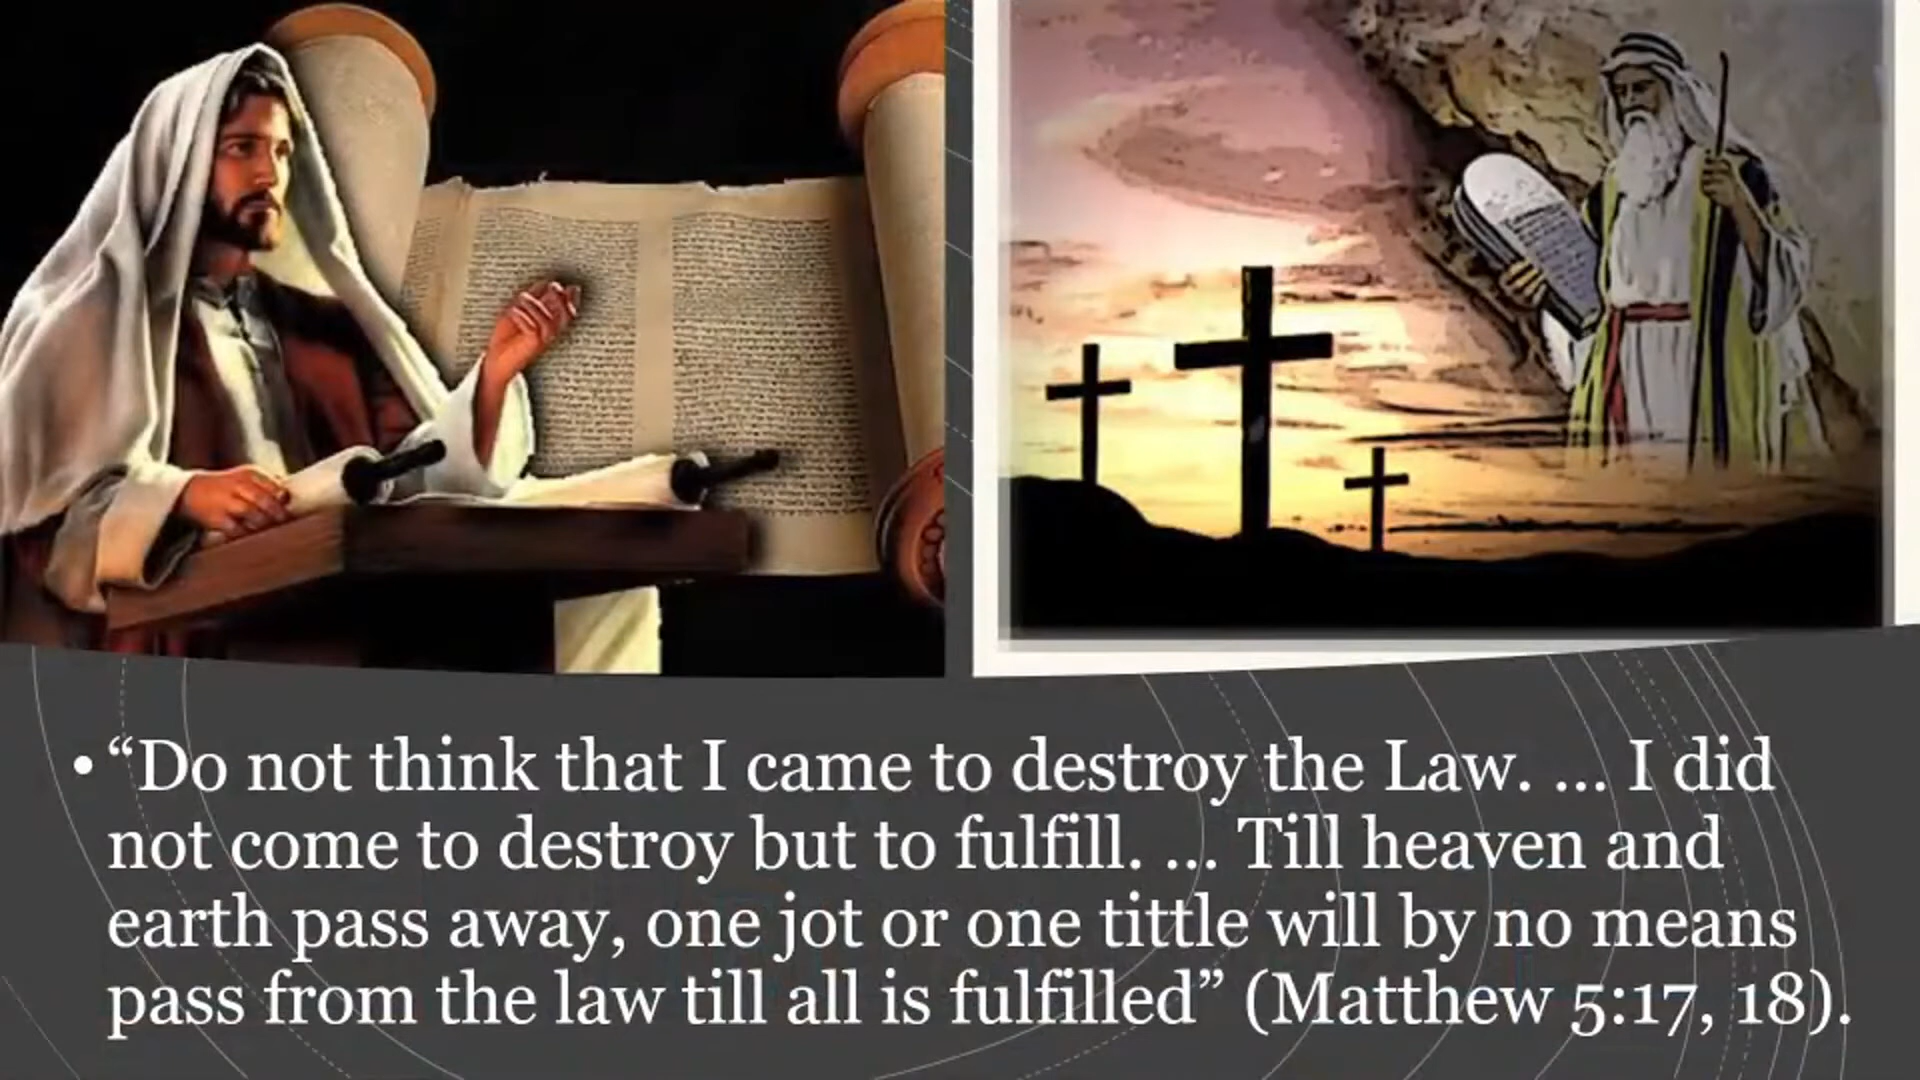 • “Do not think that I came to destroy the Law. ... I did
not come to destroy but to fulfill. ... Till heaven and
earth pass away, one jot or one tittle will by no means
pass from the law till all is fulfilled” (Matthew 5:17, 18).